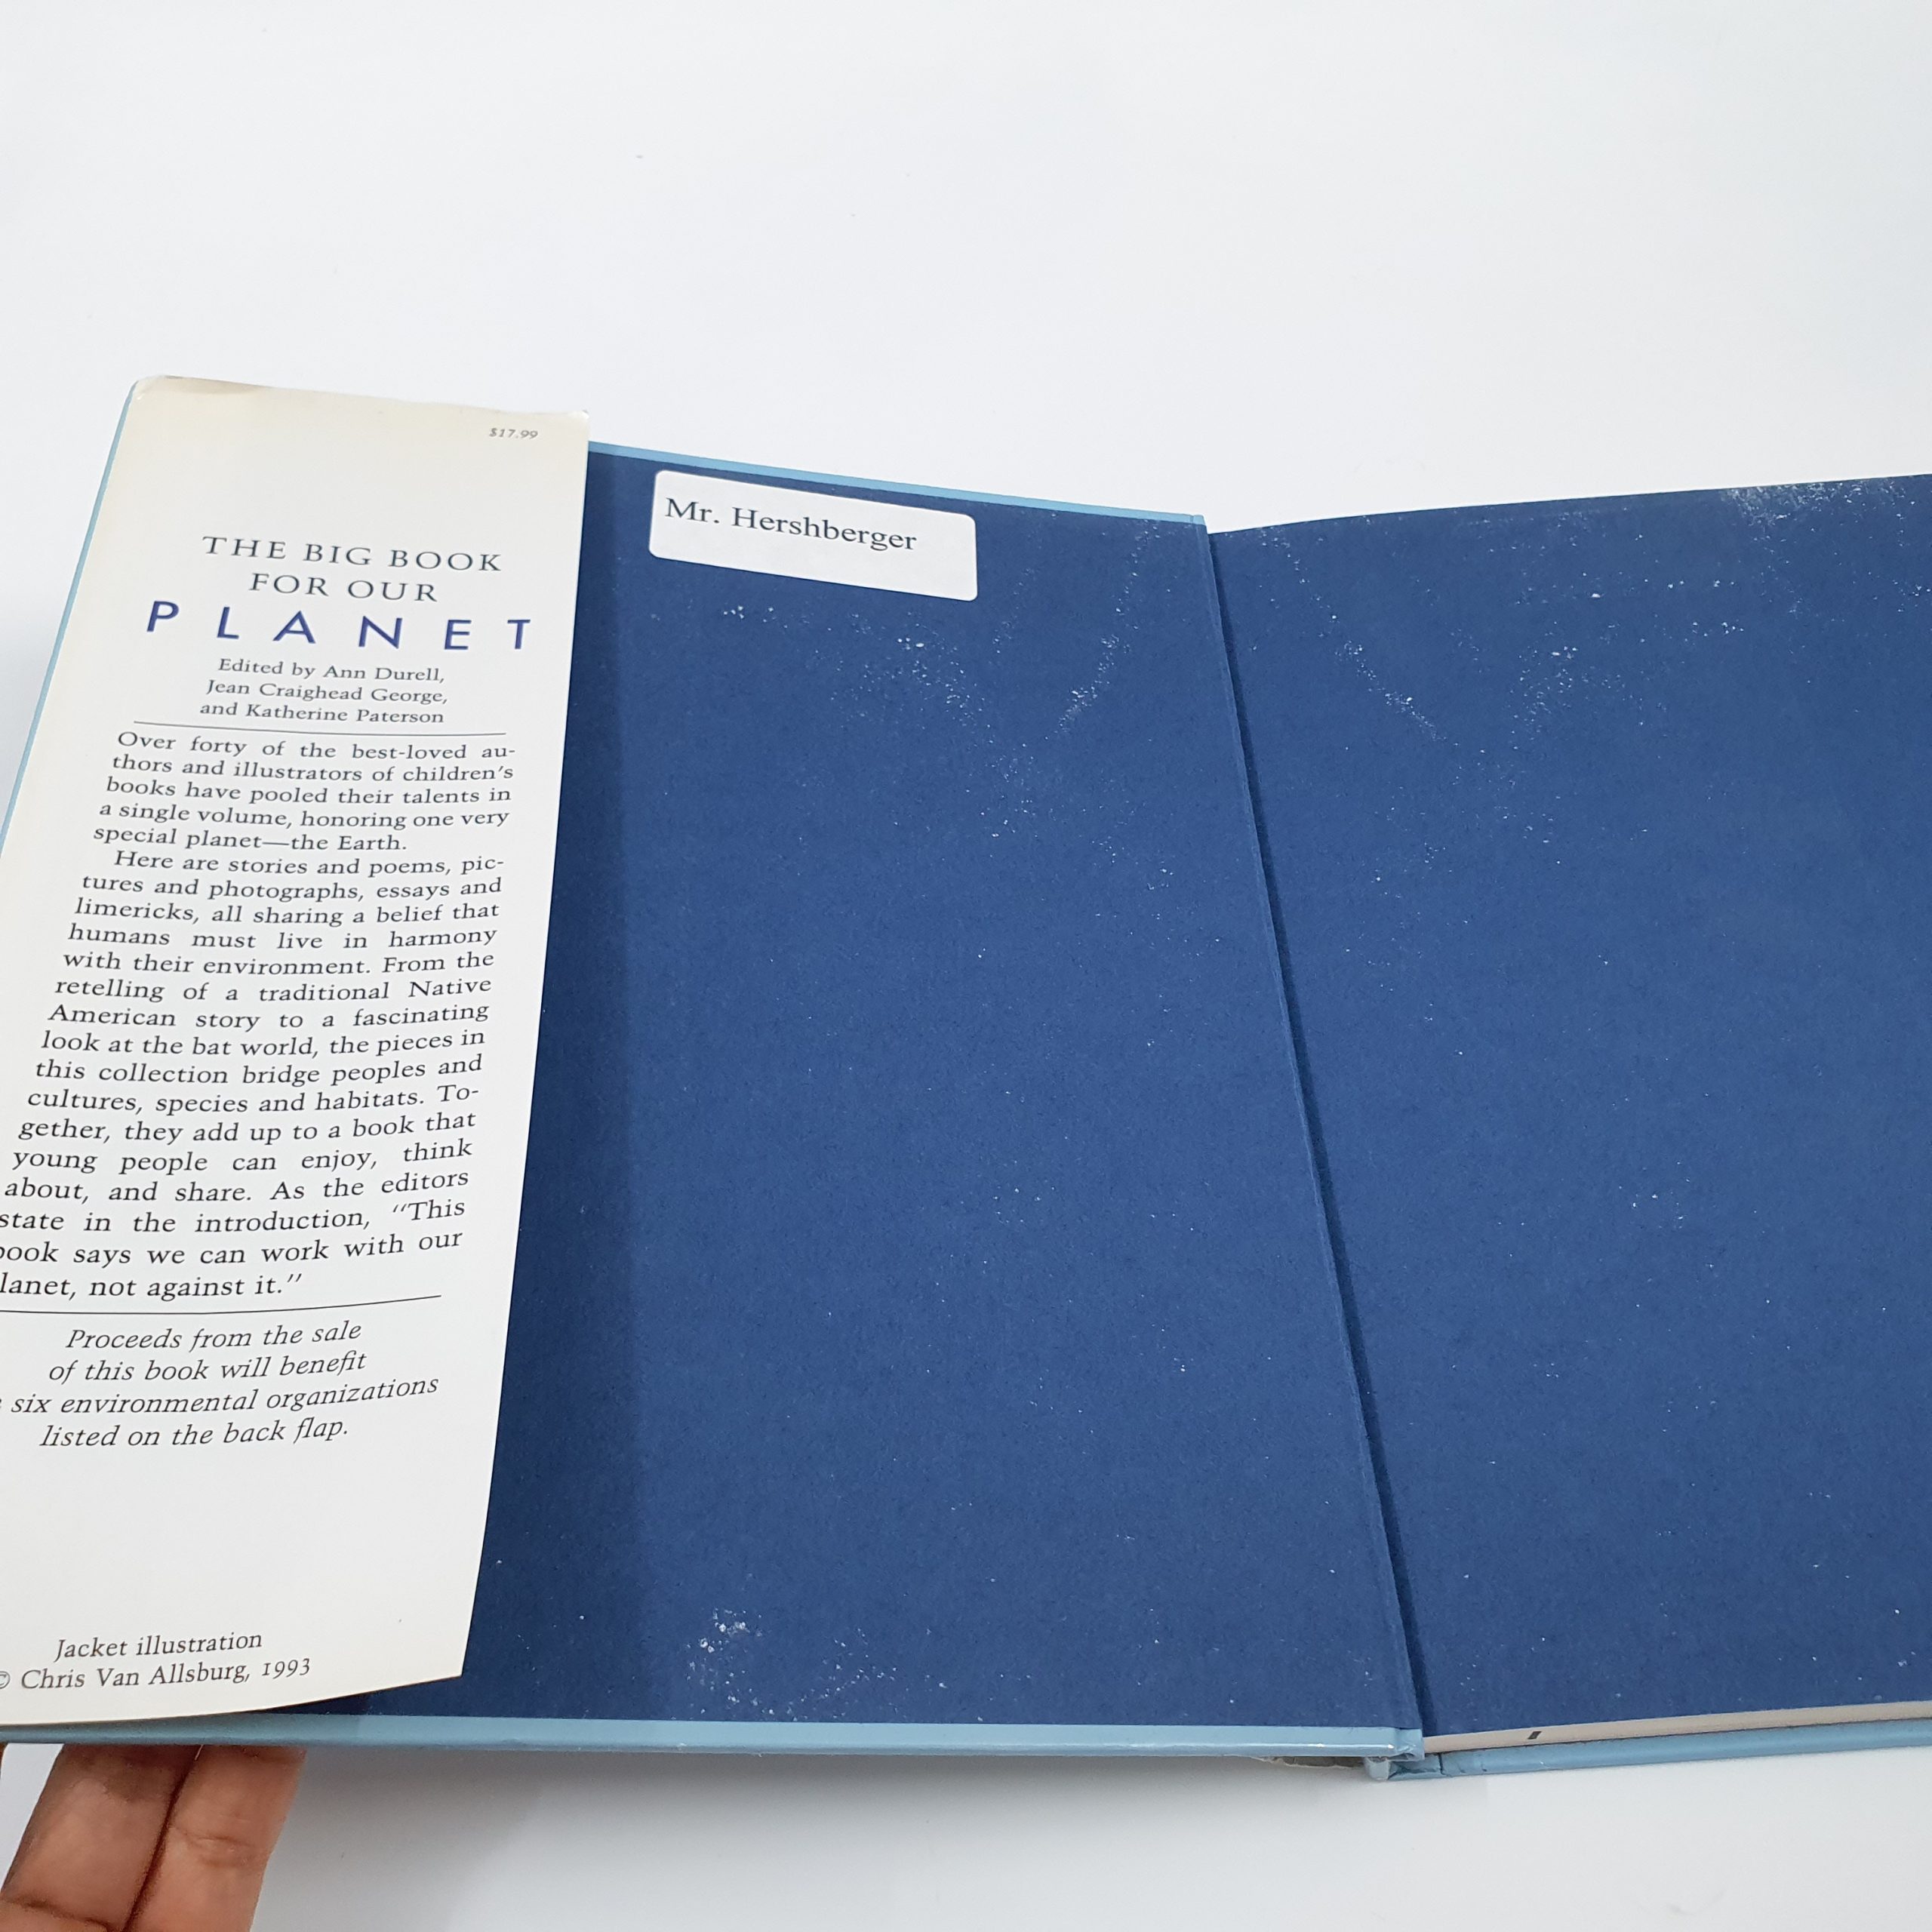 $17.99
THE BIG BOOK
FOR OUR
PLANET
Edited by Ann Durell,
Jean Craighead George,
and Katherine Paterson
Over forty of the best-loved au-
thors and illustrators of children's
books have pooled their talents in
a single volume, honoring one very
special planet—the Earth.
Here are stories and poems, pic-
tures and photographs, essays and
limericks, all sharing a belief that
humans must live in harmony
with their environment. From the
retelling of a traditional Native
American story to a fascinating
look at the bat world, the pieces in
this collection bridge peoples and
cultures, species and habitats. To-
gether, they add up to a book that
young people can enjoy, think
about, and share. As the editors
state in the introduction, "This
book says we can work with our
lanet, not against it."
Proceeds from the sale
of this book will benefit
six environmental organizations
listed on the back flap.
Jacket illustration
© Chris Van Allsburg, 1993
Mr. Hershberger